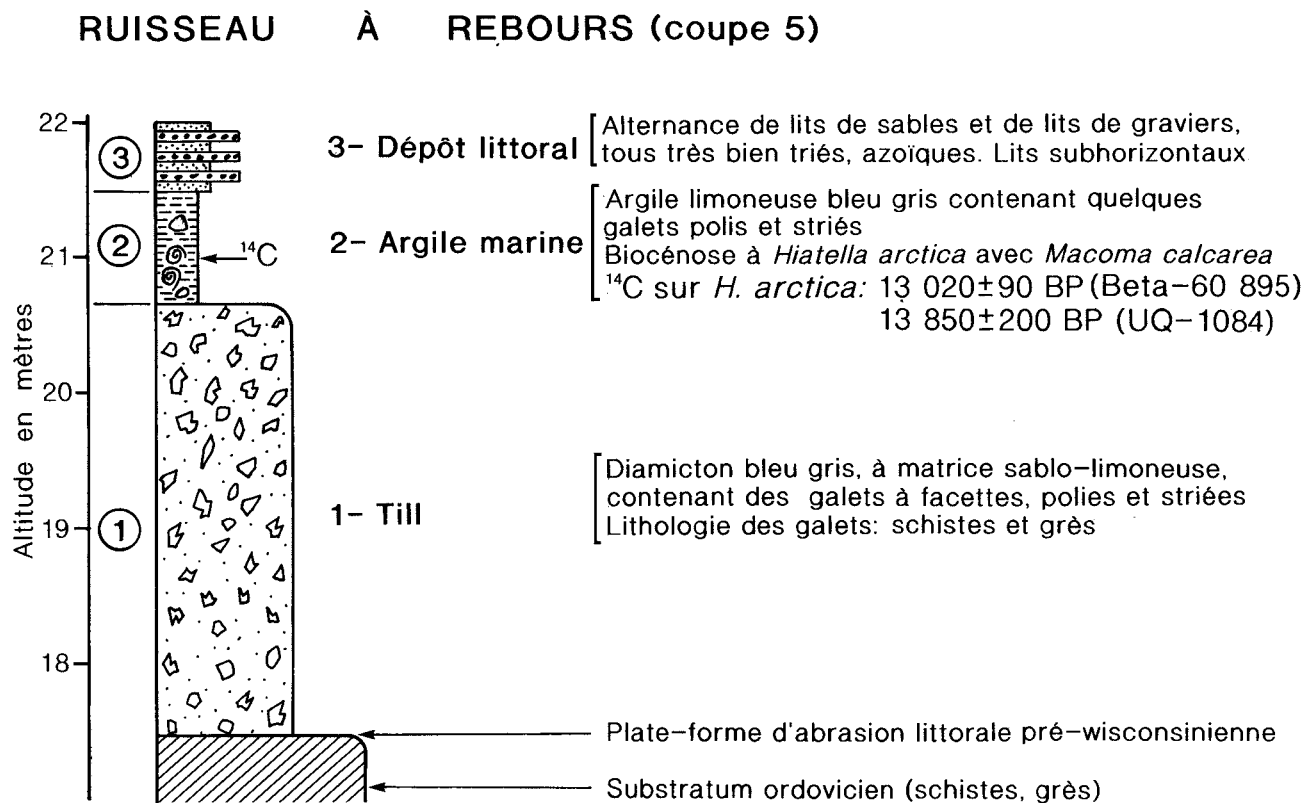 RUISSEAU À REBOURS (coupe 5)
Altitude en mètres
22
21
20
19
18
3
2
1
¹⁴C
3- Dépôt littoral
Alternance de lits de sables et de lits de graviers,
tous très bien triés, azoïques. Lits subhorizontaux
2- Argile marine
Argile limoneuse bleu gris contenant quelques
galets polis et striés
Biocénose à Hiatella arctica avec Macoma calcarea
¹⁴C sur H. arctica: 13 020±90 BP (Beta-60 895)
13 850±200 BP (UQ-1084)
1- Till
Diamicton bleu gris, à matrice sablo-limoneuse,
contenant des galets à facettes, polies et striées
Lithologie des galets: schistes et grès
Plate-forme d'abrasion littorale pré-wisconsinienne
Substratum ordovicien (schistes, grès)